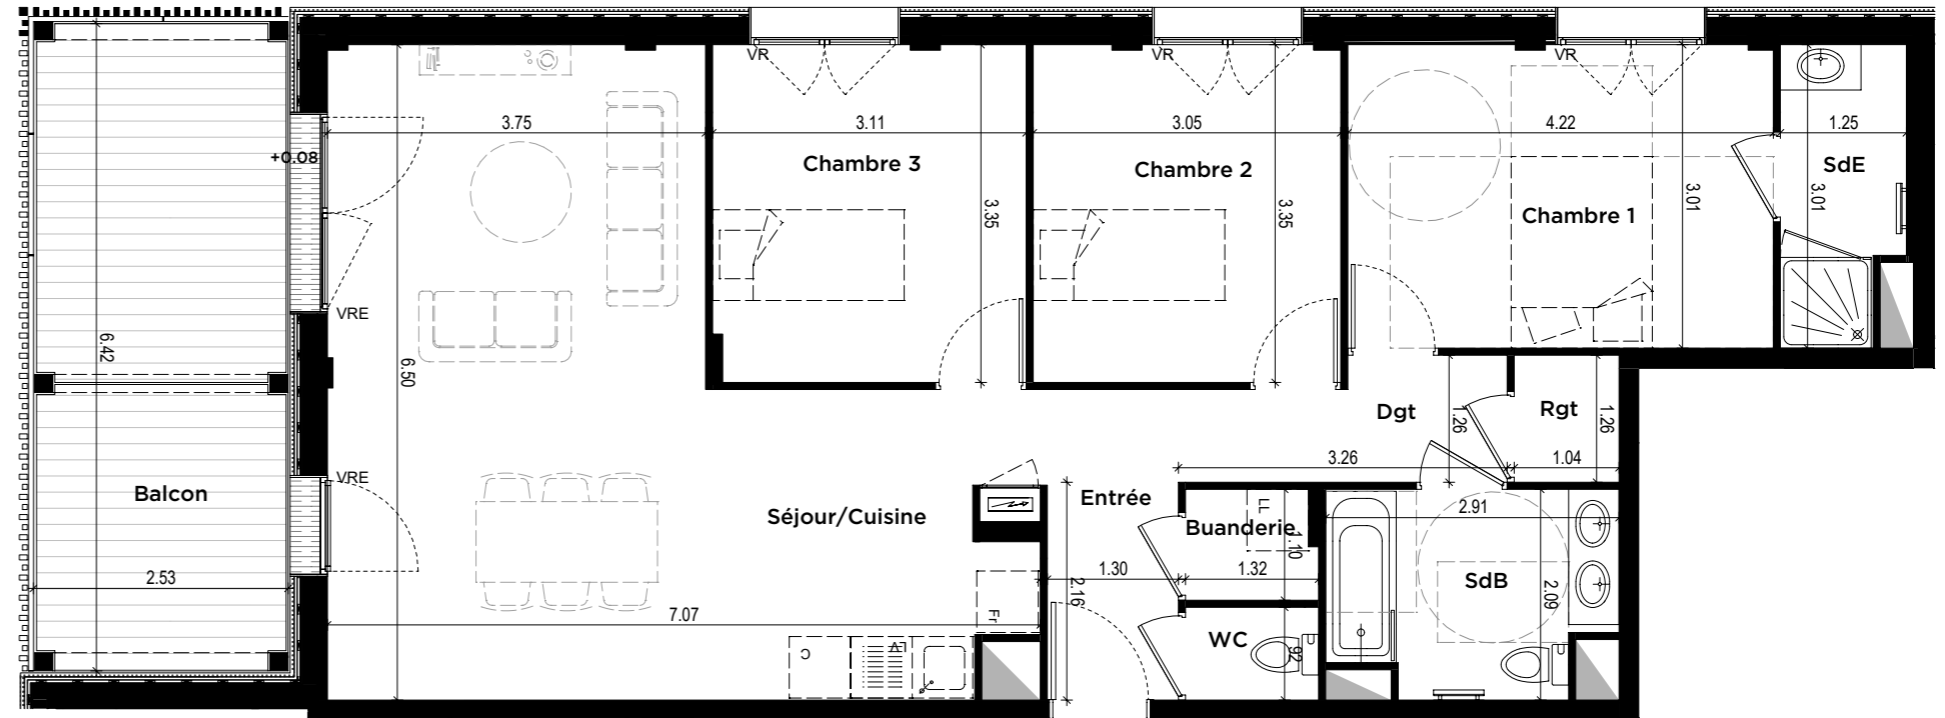 VR
VR
VR
3.75
3.11
3.05
4.22
1.25
+0.08
Chambre 3
Chambre 2
SdE
3.35
3.35
3.01
3.01
Chambre 1
VRE
6.42
6.50
Dgt
1.26
Rgt
1.26
3.26
1.04
VRE
Balcon
Séjour/Cuisine
Entrée
Buanderie
LL
1.10
2.91
2.53
1.30
1.32
2.16
SdB
2.09
7.07
Fr
WC
92
C
LV